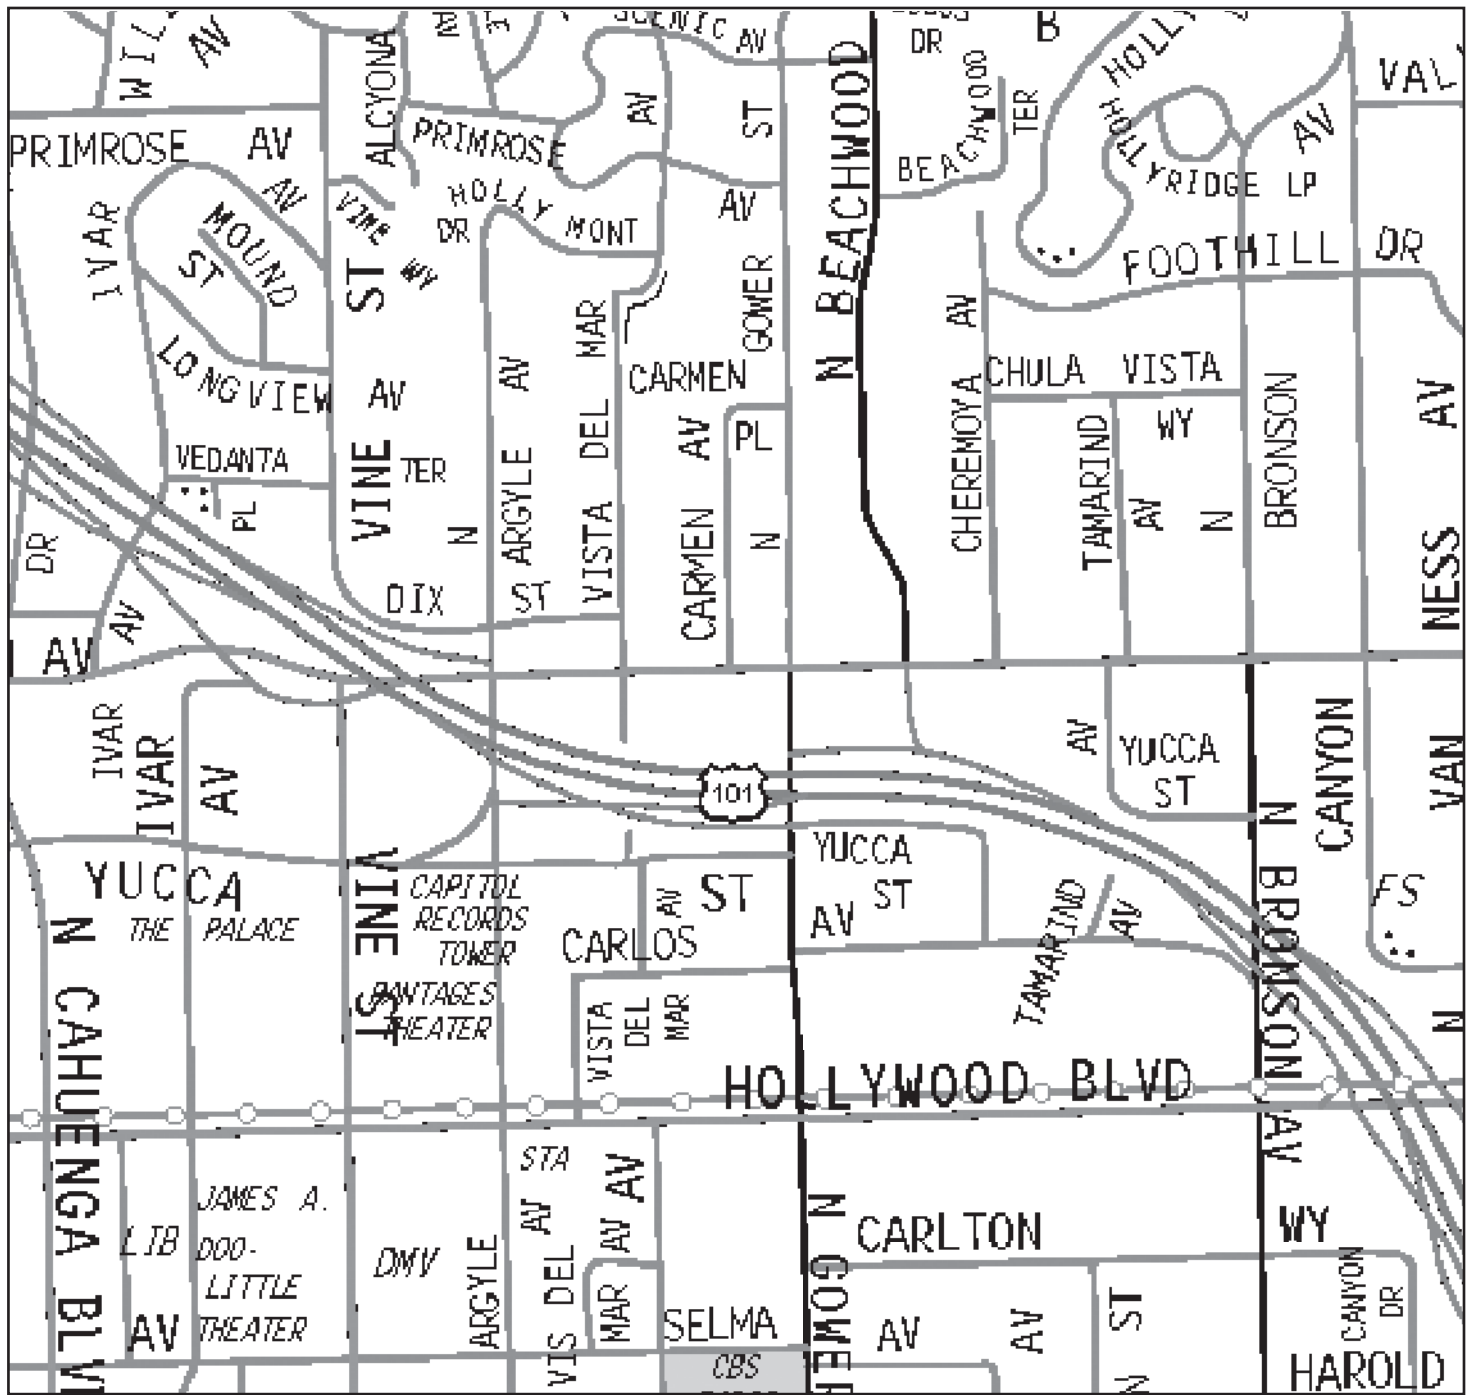 SCENIC AV
DR
B
HOLLY
VAL
AV
ALCYONA
AV
ST
N BEACHWOOD
BEACHWOOD TER
HOLLYRIDGE LP
AV
PRIMROSE AV
PRIMROSE
AV
IVAR
AV
MOUND
ST
VINE WY
HOLLY MONT
DR
AV
FOOTHILL DR
LONGVIEW AV
VINE ST
N ARGYLE AV
VISTA DEL MAR
CARMEN
PL
N GOWER
CARMEN AV
CHEREMOYA AV
CHULA VISTA
WY
TAMARIND
AV
N BRONSON
VAN NESS AV
VEDANTA
TER
PL
DR
AV
DIX ST
AV
IVAR
IVAR
AV
101
AV
YUCCA
ST
CANYON
YUCCA
ST
YUCCA
ST
FS
N CAHUENGA BLV
THE PALACE
VINE ST
CAPITOL
RECORDS
TOWER
PANTAGES
THEATER
CARLOS AV
AV
TAMARIND AV
N BRONSON AV
VISTA
DEL
MAR
N
HOLLYWOOD BLVD
STA
AV
JAMES A.
DOO-
LITTLE
THEATER
LIB
DMV
ARGYLE AV
VIS DEL
MAR AV
N GOWER
CARLTON WY
CANYON
DR
AV
SELMA AV
AV
ST
N
CBS
HAROLD